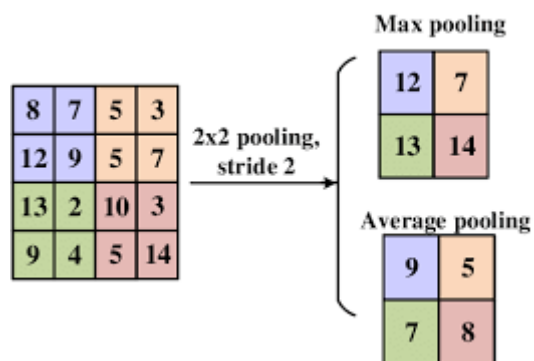 Max pooling
12 7
13 14
8 7 5 3
12 9 5 7
13 2 10 3
9 4 5 14
2x2 pooling,
stride 2
Average pooling
9 5
7 8